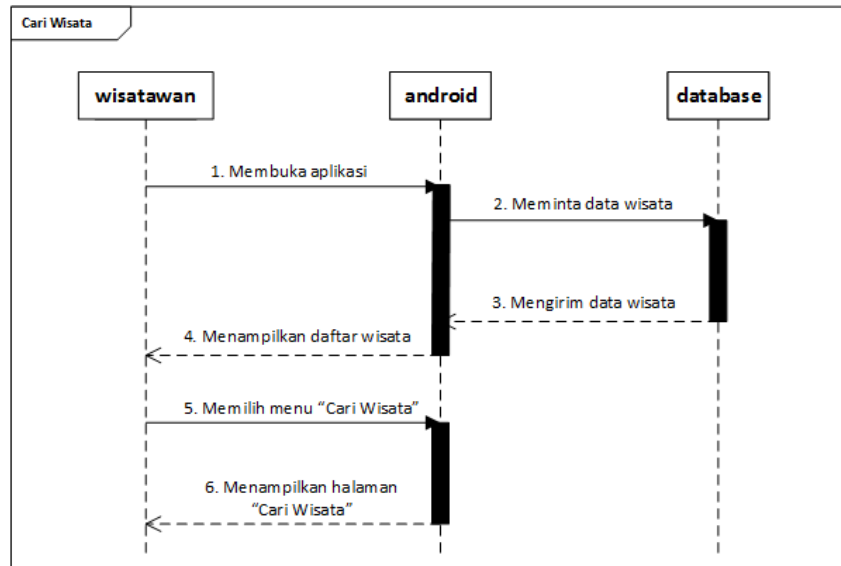 Cari Wisata
wisatawan
android
database
1. Membuka aplikasi
2. Meminta data wisata
3. Mengirim data wisata
4. Menampilkan daftar wisata
5. Memilih menu “Cari Wisata”
6. Menampilkan halaman
“Cari Wisata”